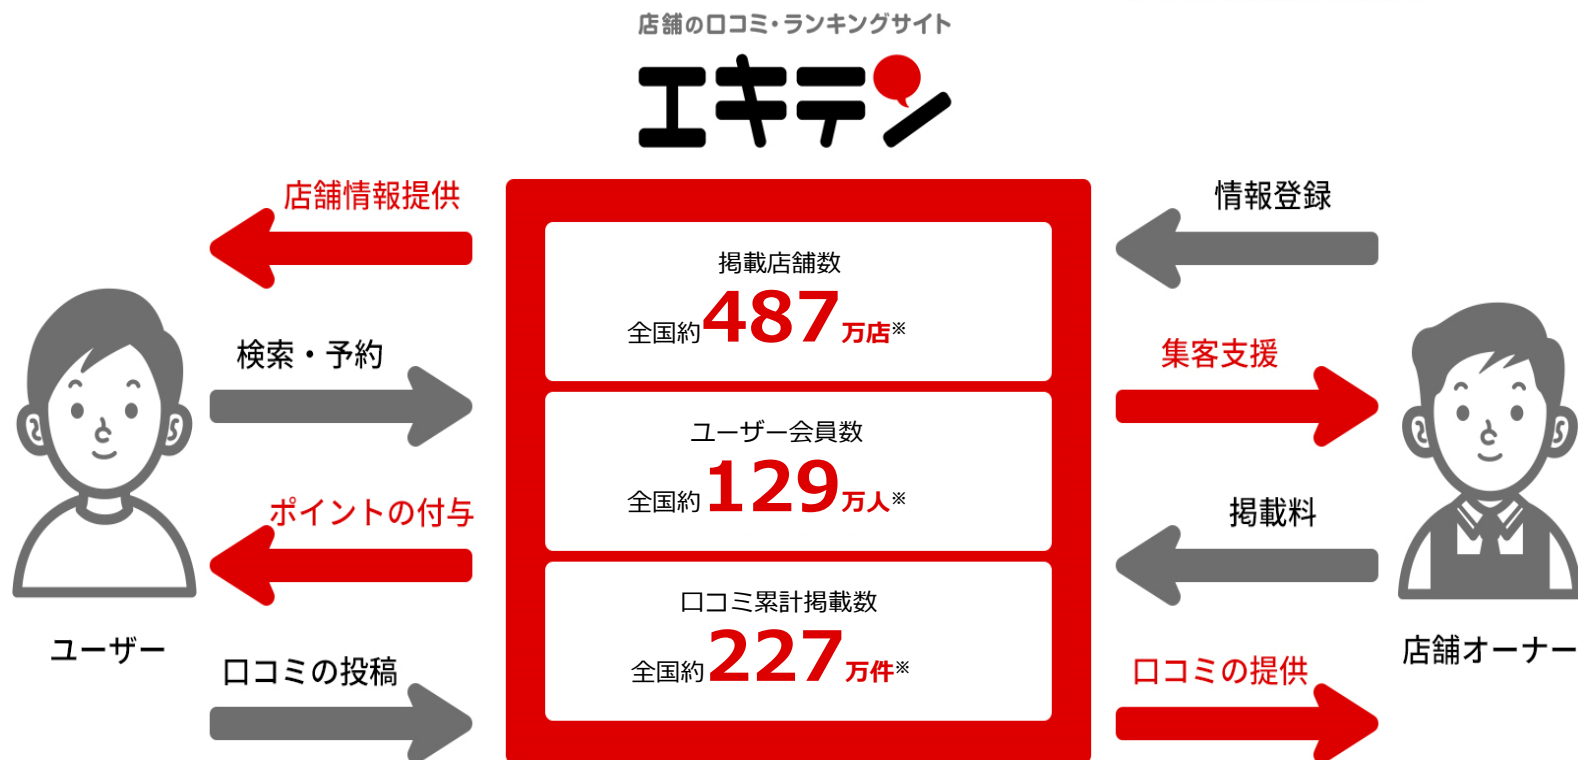 店舗の口コミ・ランキングサイト
エキテン
店舗情報提供
検索・予約
ポイントの付与
口コミの投稿
ユーザー
掲載店舗数
全国約487万店※
ユーザー会員数
全国約129万人※
口コミ累計掲載数
全国約227万件※
情報登録
集客支援
掲載料
口コミの提供
店舗オーナー